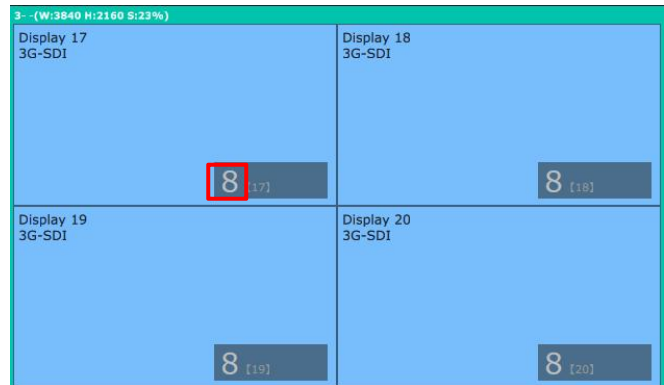 3- -(W:3840 H:2160 S:23%)
Display 17
3G-SDI
8 【17】
Display 18
3G-SDI
8 【18】
Display 19
3G-SDI
8 【19】
Display 20
3G-SDI
8 【20】